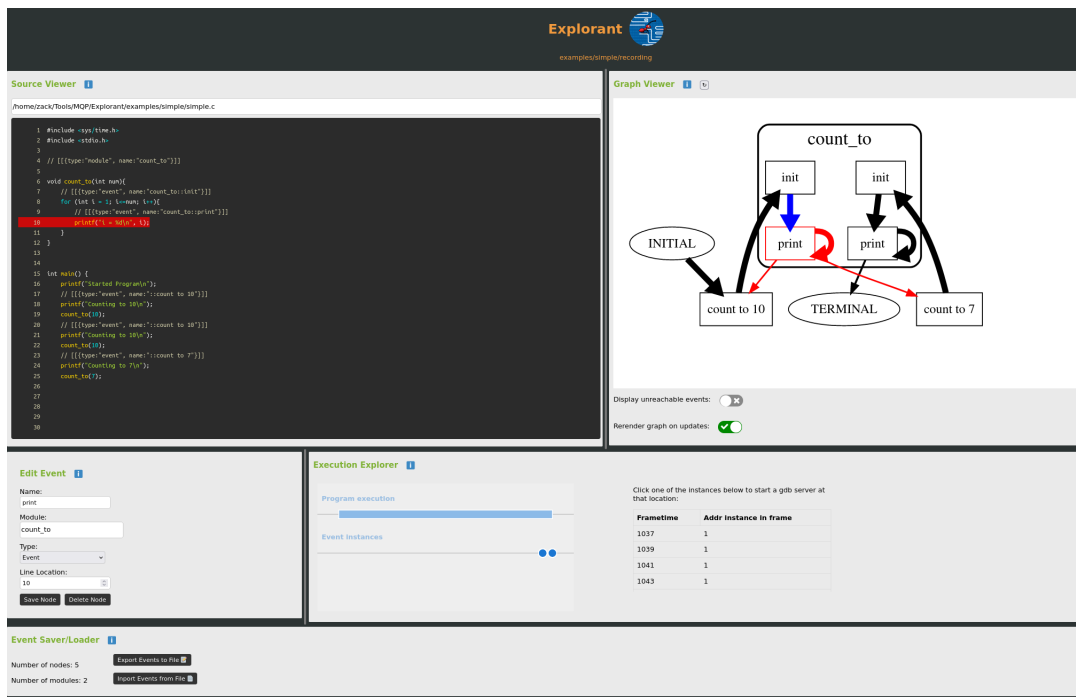 Explorant
examples/simple/recording
Source Viewer
/home/zack/Tools/MQP/Explorant/examples/simple/simple.c
1 #include <sys/time.h>
2 #include <stdio.h>
3
4 // [[{type:"module", name:"count_to"}]]
5
6 void count_to(int num){
7 // [[{type:"event", name:"count_to::init"}]]
8 for (int i = 1; i<=num; i++){
9 // [[{type:"event", name:"count_to::print"}]]
10 printf("i = %d\n", i);
11 }
12 }
13
14
15 int main() {
16 printf("Started Program\n");
17 // [[{type:"event", name:"::count to 10"}]]
18 printf("Counting to 10\n");
19 count_to(10);
20 // [[{type:"event", name:"::count to 10"}]]
21 printf("Counting to 10\n");
22 count_to(10);
23 // [[{type:"event", name:"::count to 7"}]]
24 printf("Counting to 7\n");
25 count_to(7);
26
27
28
29
30
Graph Viewer
count_to
init
init
INITIAL
print
print
count to 10
TERMINAL
count to 7
Display unreachable events:
Rerender graph on updates:
Edit Event
Name:
print
Module:
count_to
Type:
Event
Line Location:
10
Save Node Delete Node
Execution Explorer
Program execution
Event instances
Click one of the instances below to start a gdb server at
that location:
Frametime Addr instance in frame
1037 1
1039 1
1041 1
1043 1
Event Saver/Loader
Number of nodes: 5 Export Events to File
Number of modules: 2 Inport Events from File